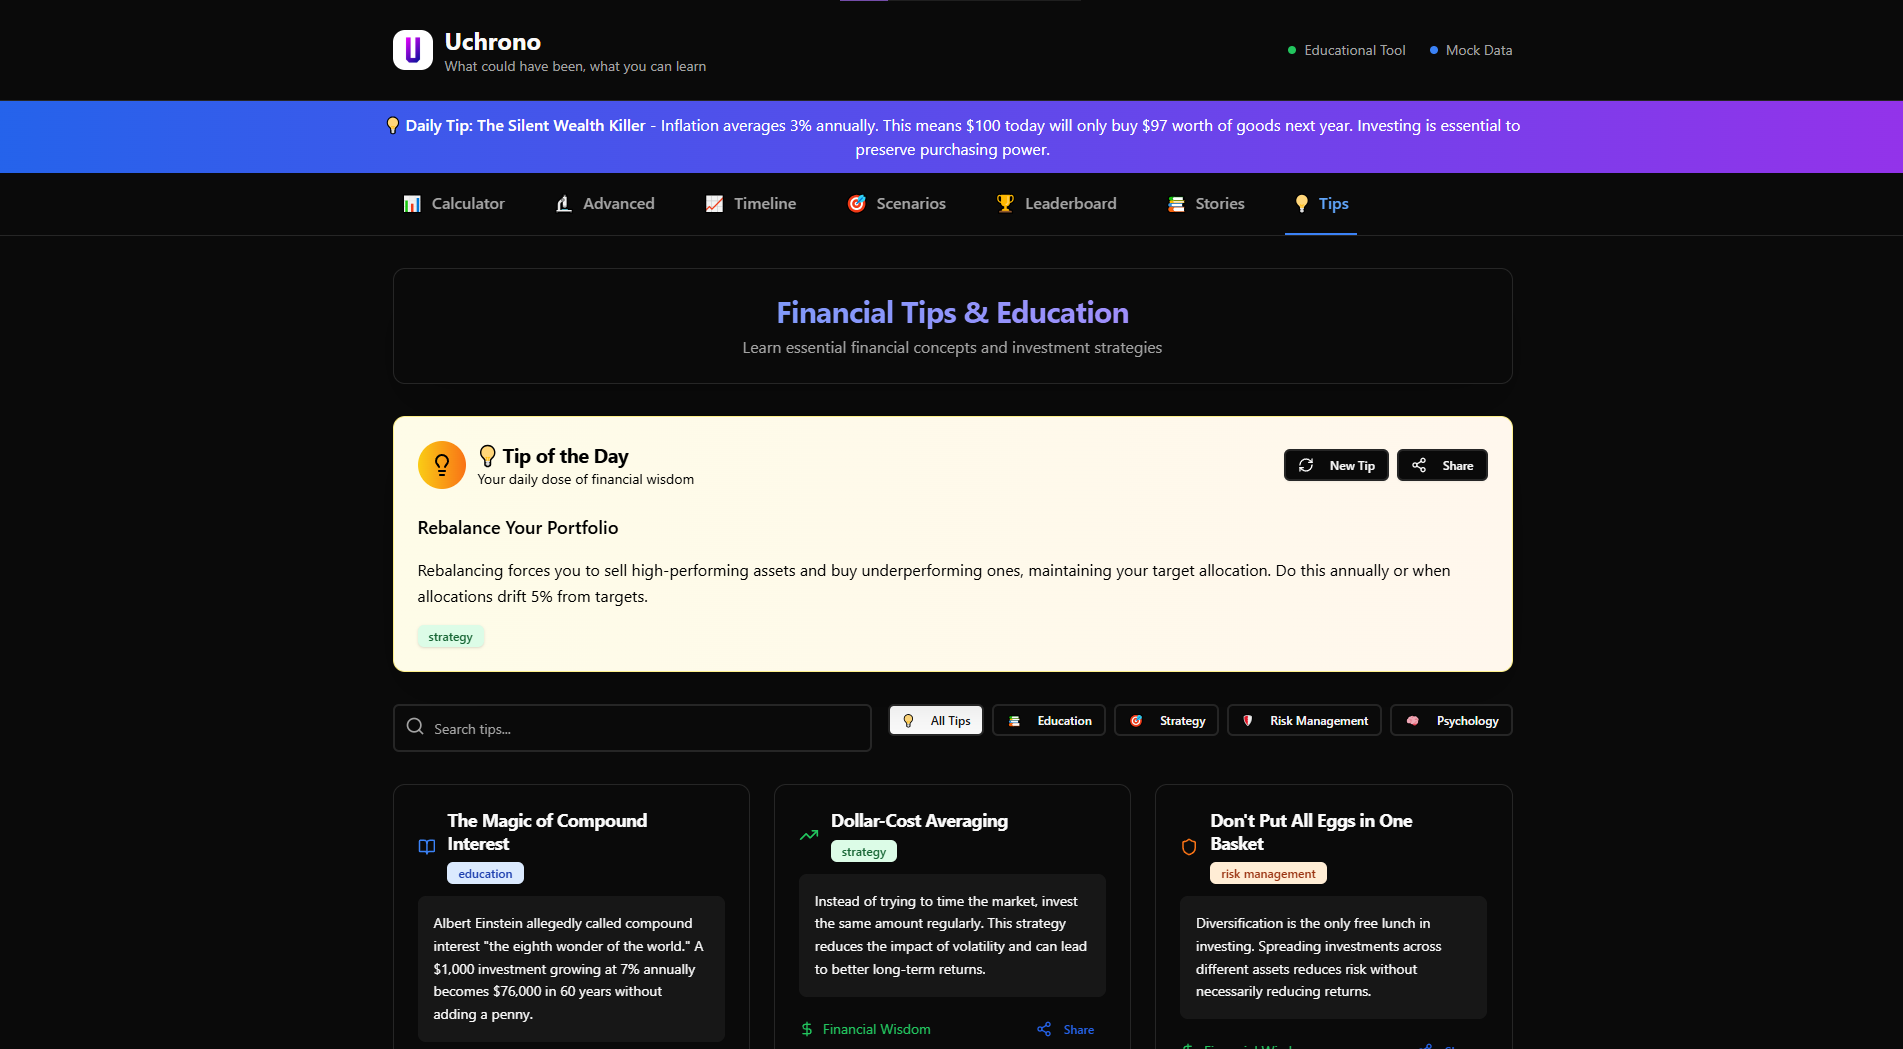 Uchrono
What could have been, what you can learn
Educational Tool
Mock Data
Daily Tip: The Silent Wealth Killer - Inflation averages 3% annually. This means $100 today will only buy $97 worth of goods next year. Investing is essential to
preserve purchasing power.
Calculator
Advanced
Timeline
Scenarios
Leaderboard
Stories
Tips
Financial Tips & Education
Learn essential financial concepts and investment strategies
Tip of the Day
Your daily dose of financial wisdom
New Tip
Share
Rebalance Your Portfolio
Rebalancing forces you to sell high-performing assets and buy underperforming ones, maintaining your target allocation. Do this annually or when
allocations drift 5% from targets.
strategy
Search tips...
All Tips
Education
Strategy
Risk Management
Psychology
The Magic of Compound
Interest
education
Albert Einstein allegedly called compound
interest "the eighth wonder of the world." A
$1,000 investment growing at 7% annually
becomes $76,000 in 60 years without
adding a penny.
Dollar-Cost Averaging
strategy
Instead of trying to time the market, invest
the same amount regularly. This strategy
reduces the impact of volatility and can lead
to better long-term returns.
Financial Wisdom
Share
Don't Put All Eggs in One
Basket
risk management
Diversification is the only free lunch in
investing. Spreading investments across
different assets reduces risk without
necessarily reducing returns.